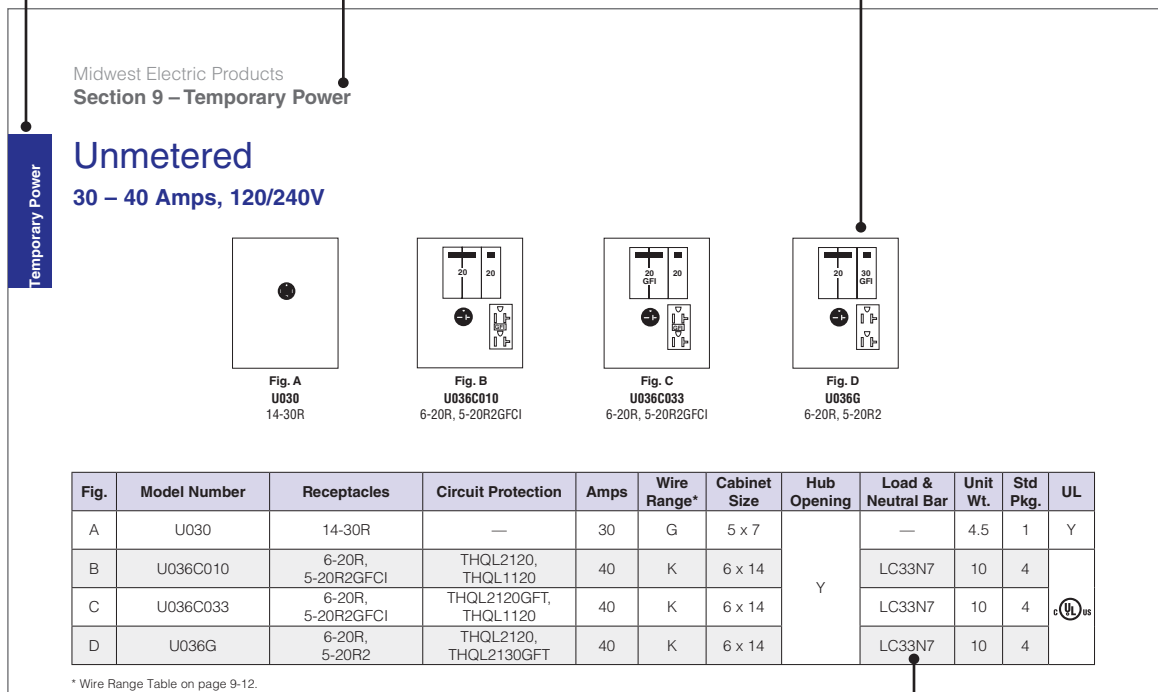 Midwest Electric Products
Section 9 – Temporary Power
Temporary Power
Unmetered
30 – 40 Amps, 120/240V
20 20
20 GFI 20
20 30 GFI
GFI
GFI
Fig. A
U030
14-30R
Fig. B
U036C010
6-20R, 5-20R2GFCI
Fig. C
U036C033
6-20R, 5-20R2GFCI
Fig. D
U036G
6-20R, 5-20R2
Fig. Model Number Receptacles Circuit Protection Amps Wire Range* Cabinet Size Hub Opening Load & Neutral Bar Unit Wt. Std Pkg. UL
A U030 14-30R — 30 G 5 x 7 Y — 4.5 1 Y
B U036C010 6-20R, 5-20R2GFCI THQL2120, THQL1120 40 K 6 x 14 LC33N7 10 4
C U036C033 6-20R, 5-20R2GFCI THQL2120GFT, THQL1120 40 K 6 x 14 LC33N7 10 4 c UL us
D U036G 6-20R, 5-20R2 THQL2120, THQL2130GFT 40 K 6 x 14 LC33N7 10 4
* Wire Range Table on page 9-12.